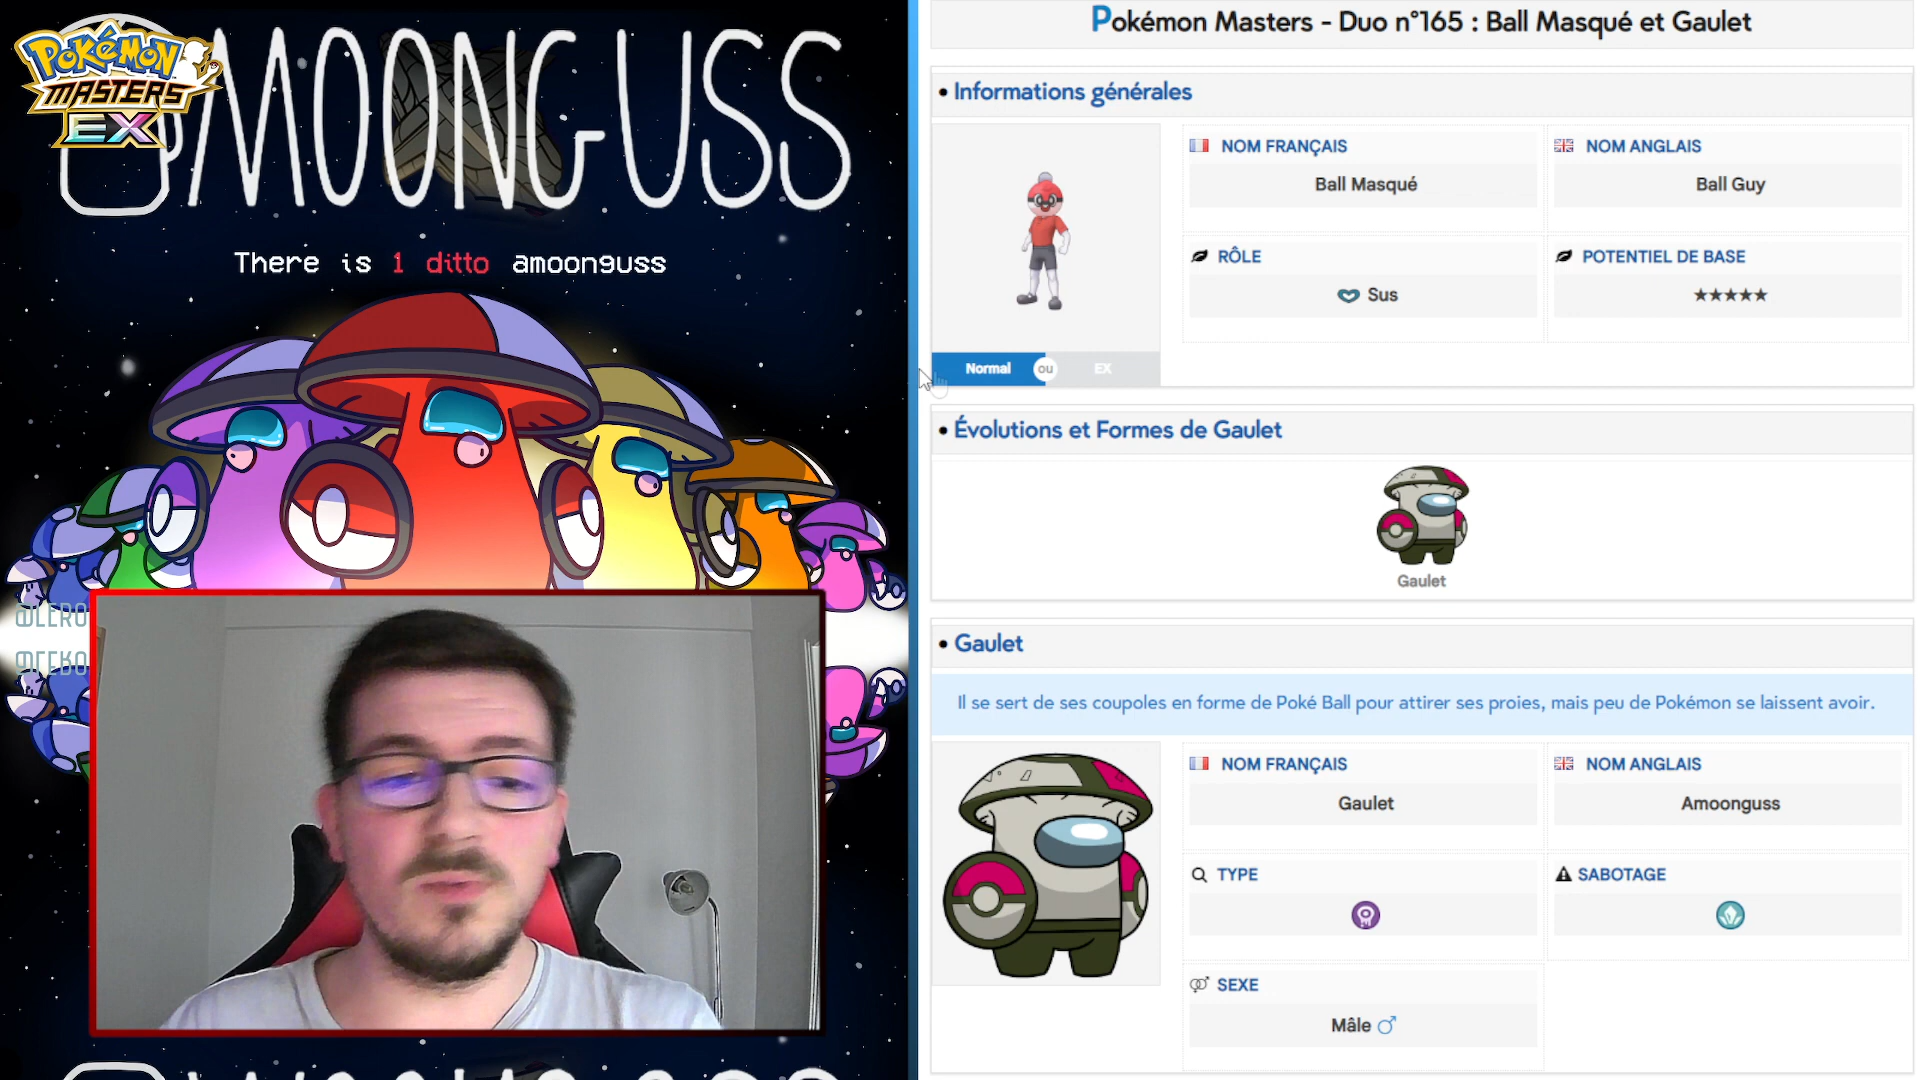 POKÉMON
MASTERS
EX
AMOONGUSS
There is 1 ditto amoonguss
Pokémon Masters - Duo n°165 : Ball Masqué et Gaulet
• Informations générales
NOM FRANÇAIS
Ball Masqué
NOM ANGLAIS
Ball Guy
RÔLE
Sus
POTENTIEL DE BASE
★★★★★
Normal ou EX
• Évolutions et Formes de Gaulet
Gaulet
• Gaulet
Il se sert de ses coupoles en forme de Poké Ball pour attirer ses proies, mais peu de Pokémon se laissent avoir.
NOM FRANÇAIS
Gaulet
NOM ANGLAIS
Amoonguss
TYPE
SABOTAGE
SEXE
Mâle ♂